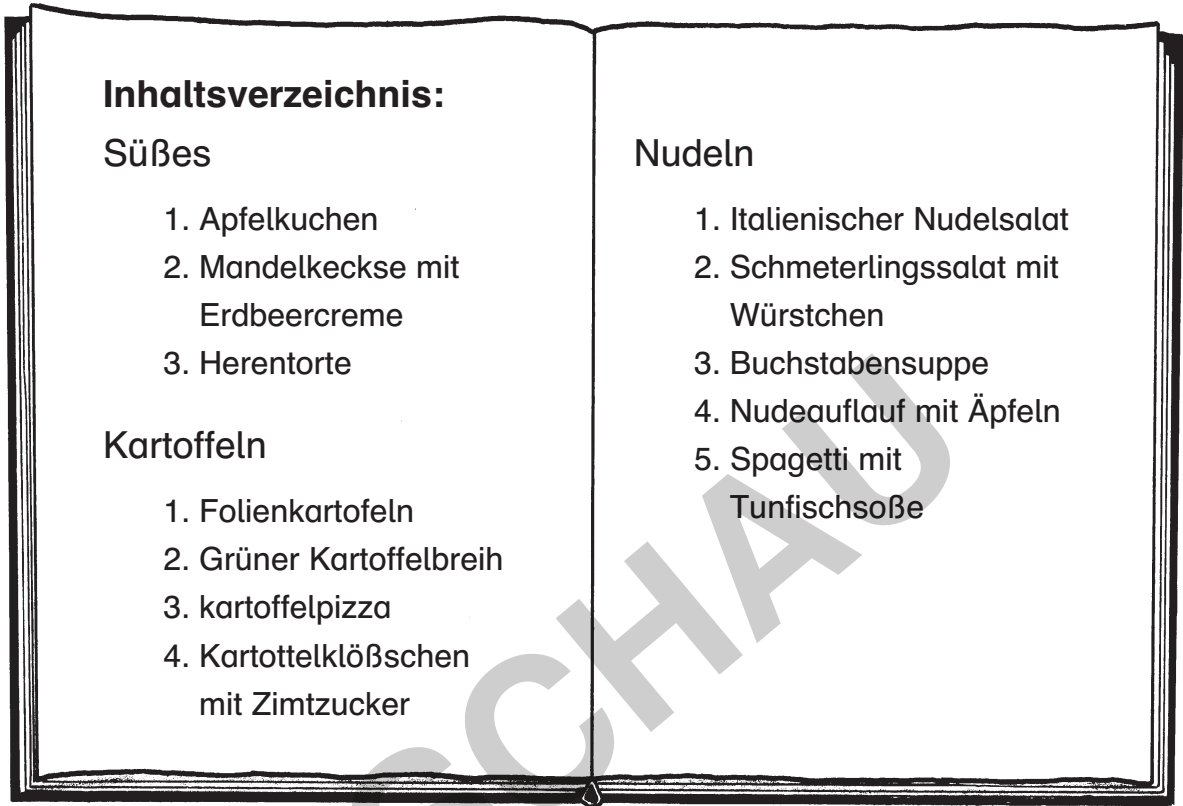 Inhaltsverzeichnis:
Süßes
1. Apfelkuchen
2. Mandelkeckse mit
Erdbeercreme
3. Herentorte
Kartoffeln
1. Folienkartofeln
2. Grüner Kartoffelbreih
3. kartoffelpizza
4. Kartottelklößschen
mit Zimtzucker
Nudeln
1. Italienischer Nudelsalat
2. Schmeterlingssalat mit
Würstchen
3. Buchstabensuppe
4. Nudeauflauf mit Äpfeln
5. Spagetti mit
Tunfischsoße
SCHAU